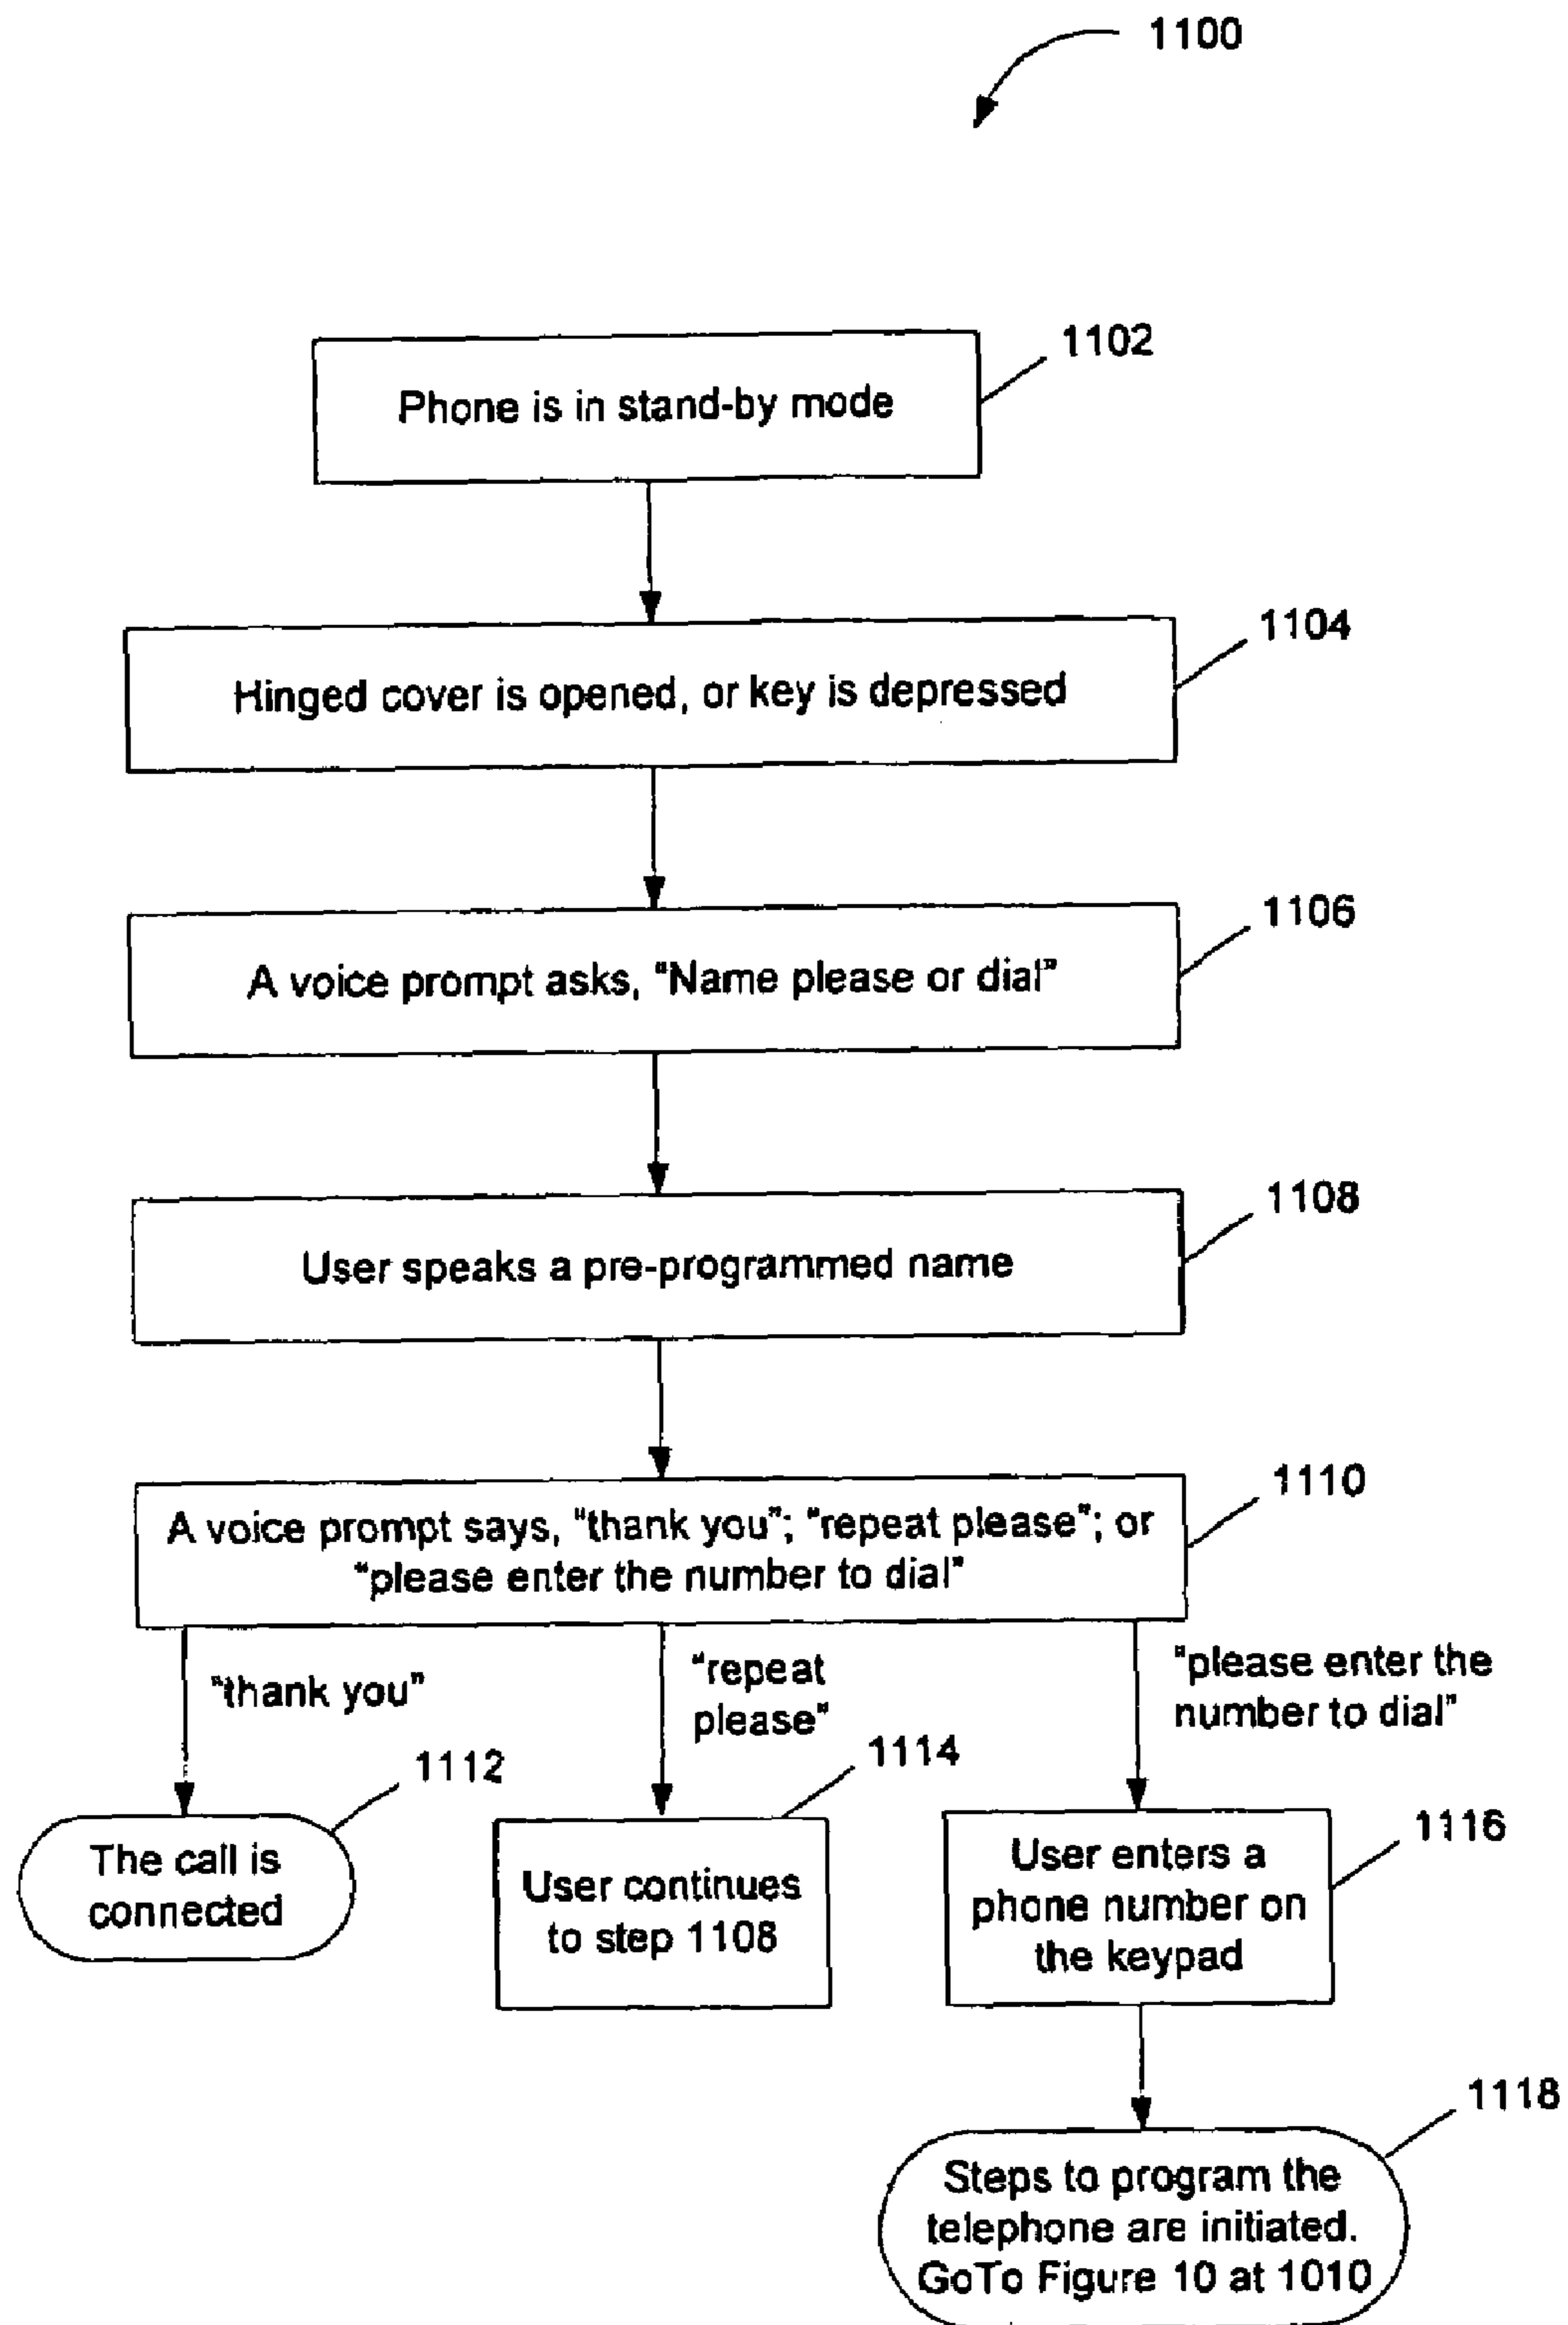 1100
1102
Phone is in stand-by mode
1104
Hinged cover is opened, or key is depressed
1106
A voice prompt asks, "Name please or dial"
1108
User speaks a pre-programmed name
1110
A voice prompt says, "thank you"; "repeat please"; or
"please enter the number to dial"
"thank you"
"repeat
please"
"please enter the
number to dial"
1112
The call is
connected
1114
User continues
to step 1108
1116
User enters a
phone number on
the keypad
1118
Steps to program the
telephone are initiated.
GoTo Figure 10 at 1010